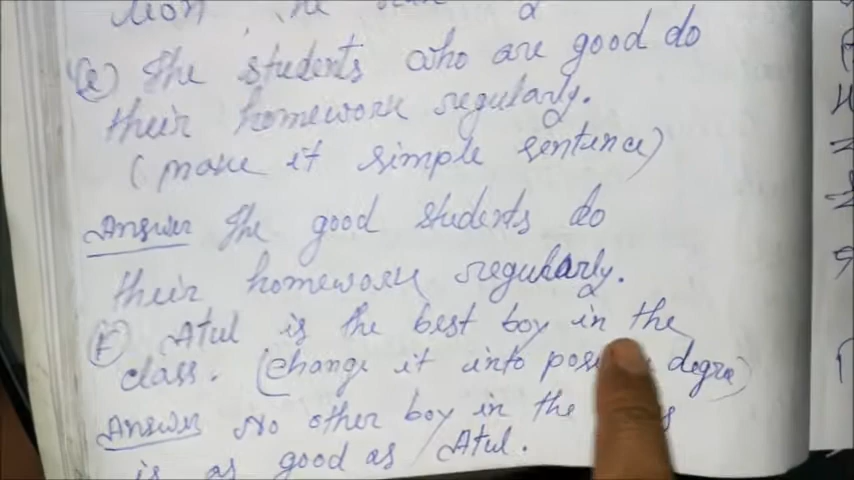 (e) The students who are good do
their homework regularly.
(make it simple sentence)
Answer The good students do
their homework regularly.
(F) Atul is the best boy in the
class. (Change it into degree)
Answer No other boy in the
is as good as Atul.